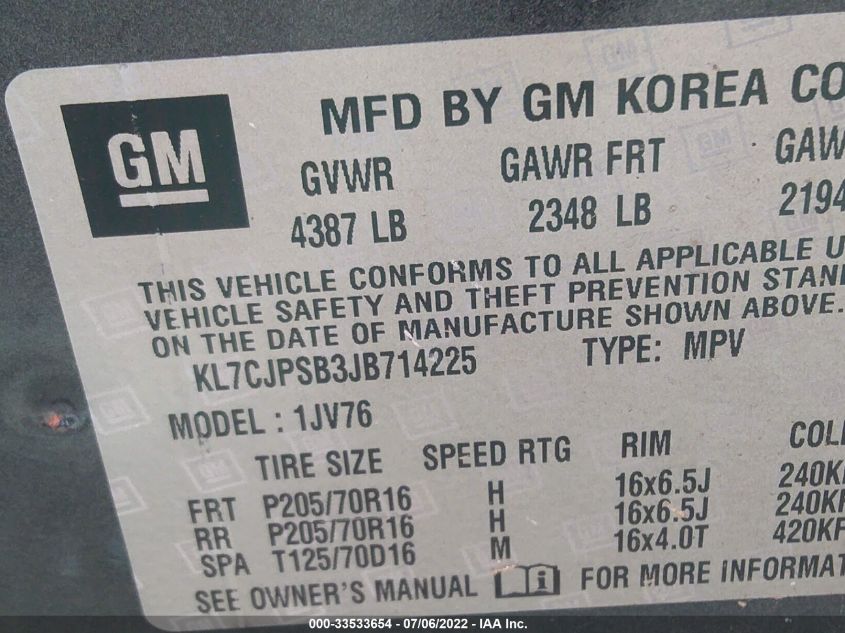 GM
MFD BY GM KOREA CO
GVWR GAWR FRT GAW
4387 LB 2348 LB 2194
THIS VEHICLE CONFORMS TO ALL APPLICABLE U
VEHICLE SAFETY AND THEFT PREVENTION STAN
ON THE DATE OF MANUFACTURE SHOWN ABOVE.
KL7CJPSB3JB714225 TYPE: MPV
MODEL : 1JV76
TIRE SIZE SPEED RTG RIM COL
FRT P205/70R16 H 16x6.5J 240K
RR P205/70R16 H 16x6.5J 240K
SPA T125/70D16 M 16x4.0T 420KP
SEE OWNER'S MANUAL i FOR MORE INFORMAT
000-33533654 / 07/06/2022 - IAA Inc.